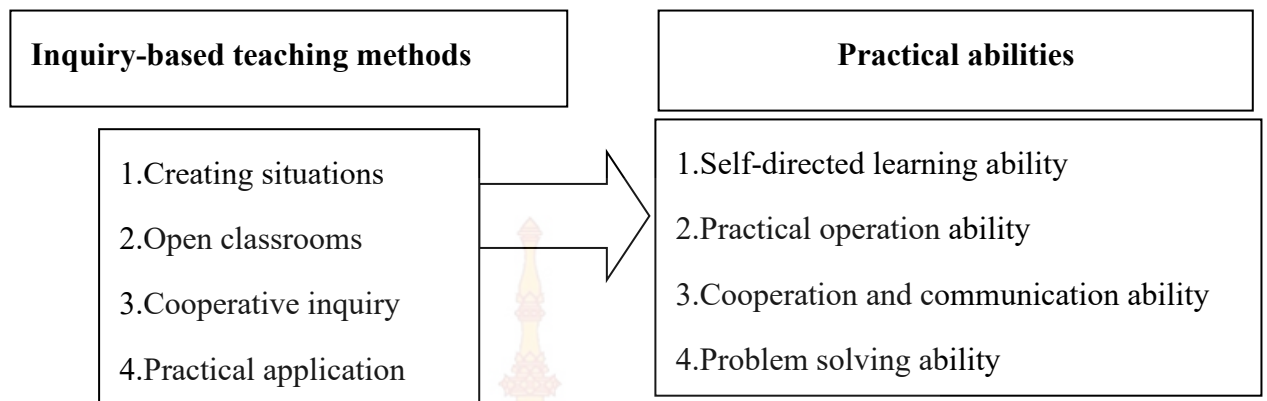 Inquiry-based teaching methods
1.Creating situations
2.Open classrooms
3.Cooperative inquiry
4.Practical application
Practical abilities
1.Self-directed learning ability
2.Practical operation ability
3.Cooperation and communication ability
4.Problem solving ability